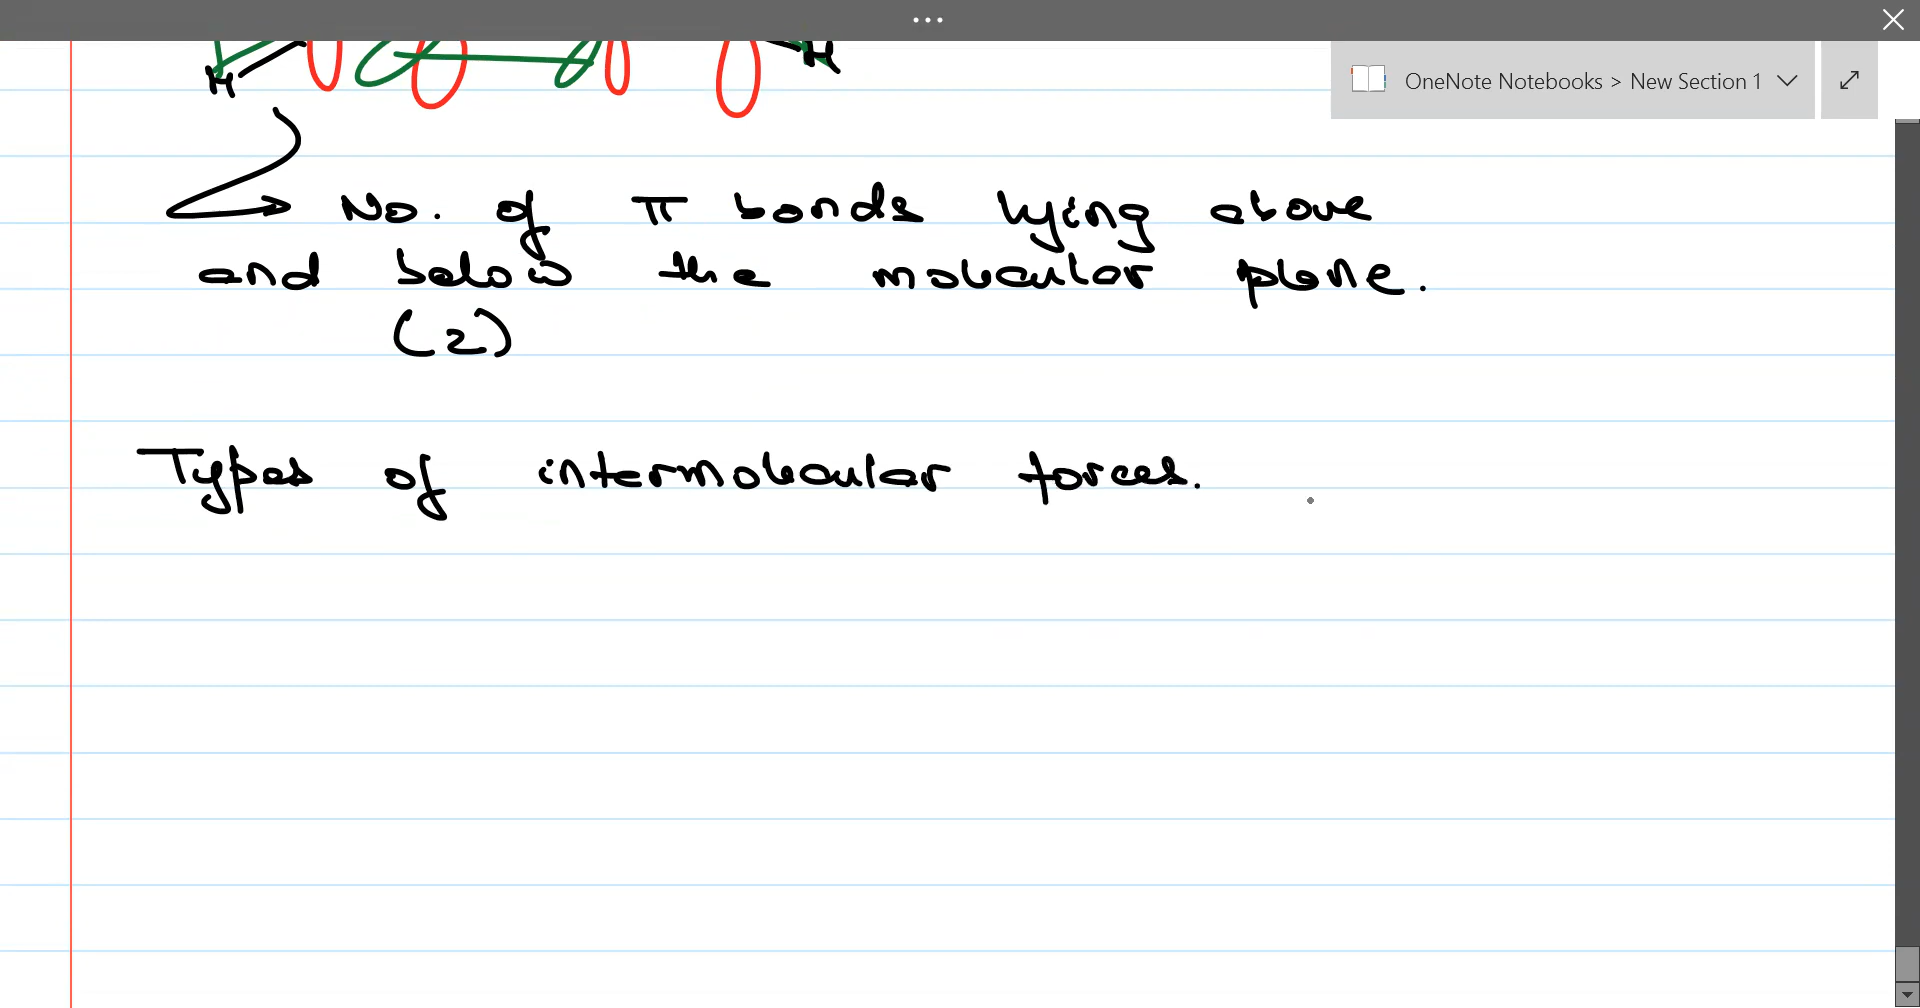 ...
H
H
OneNote Notebooks > New Section 1
No. of π bonds lying above
and below the molecular plane.
(2)
Types of intermolecular forces.